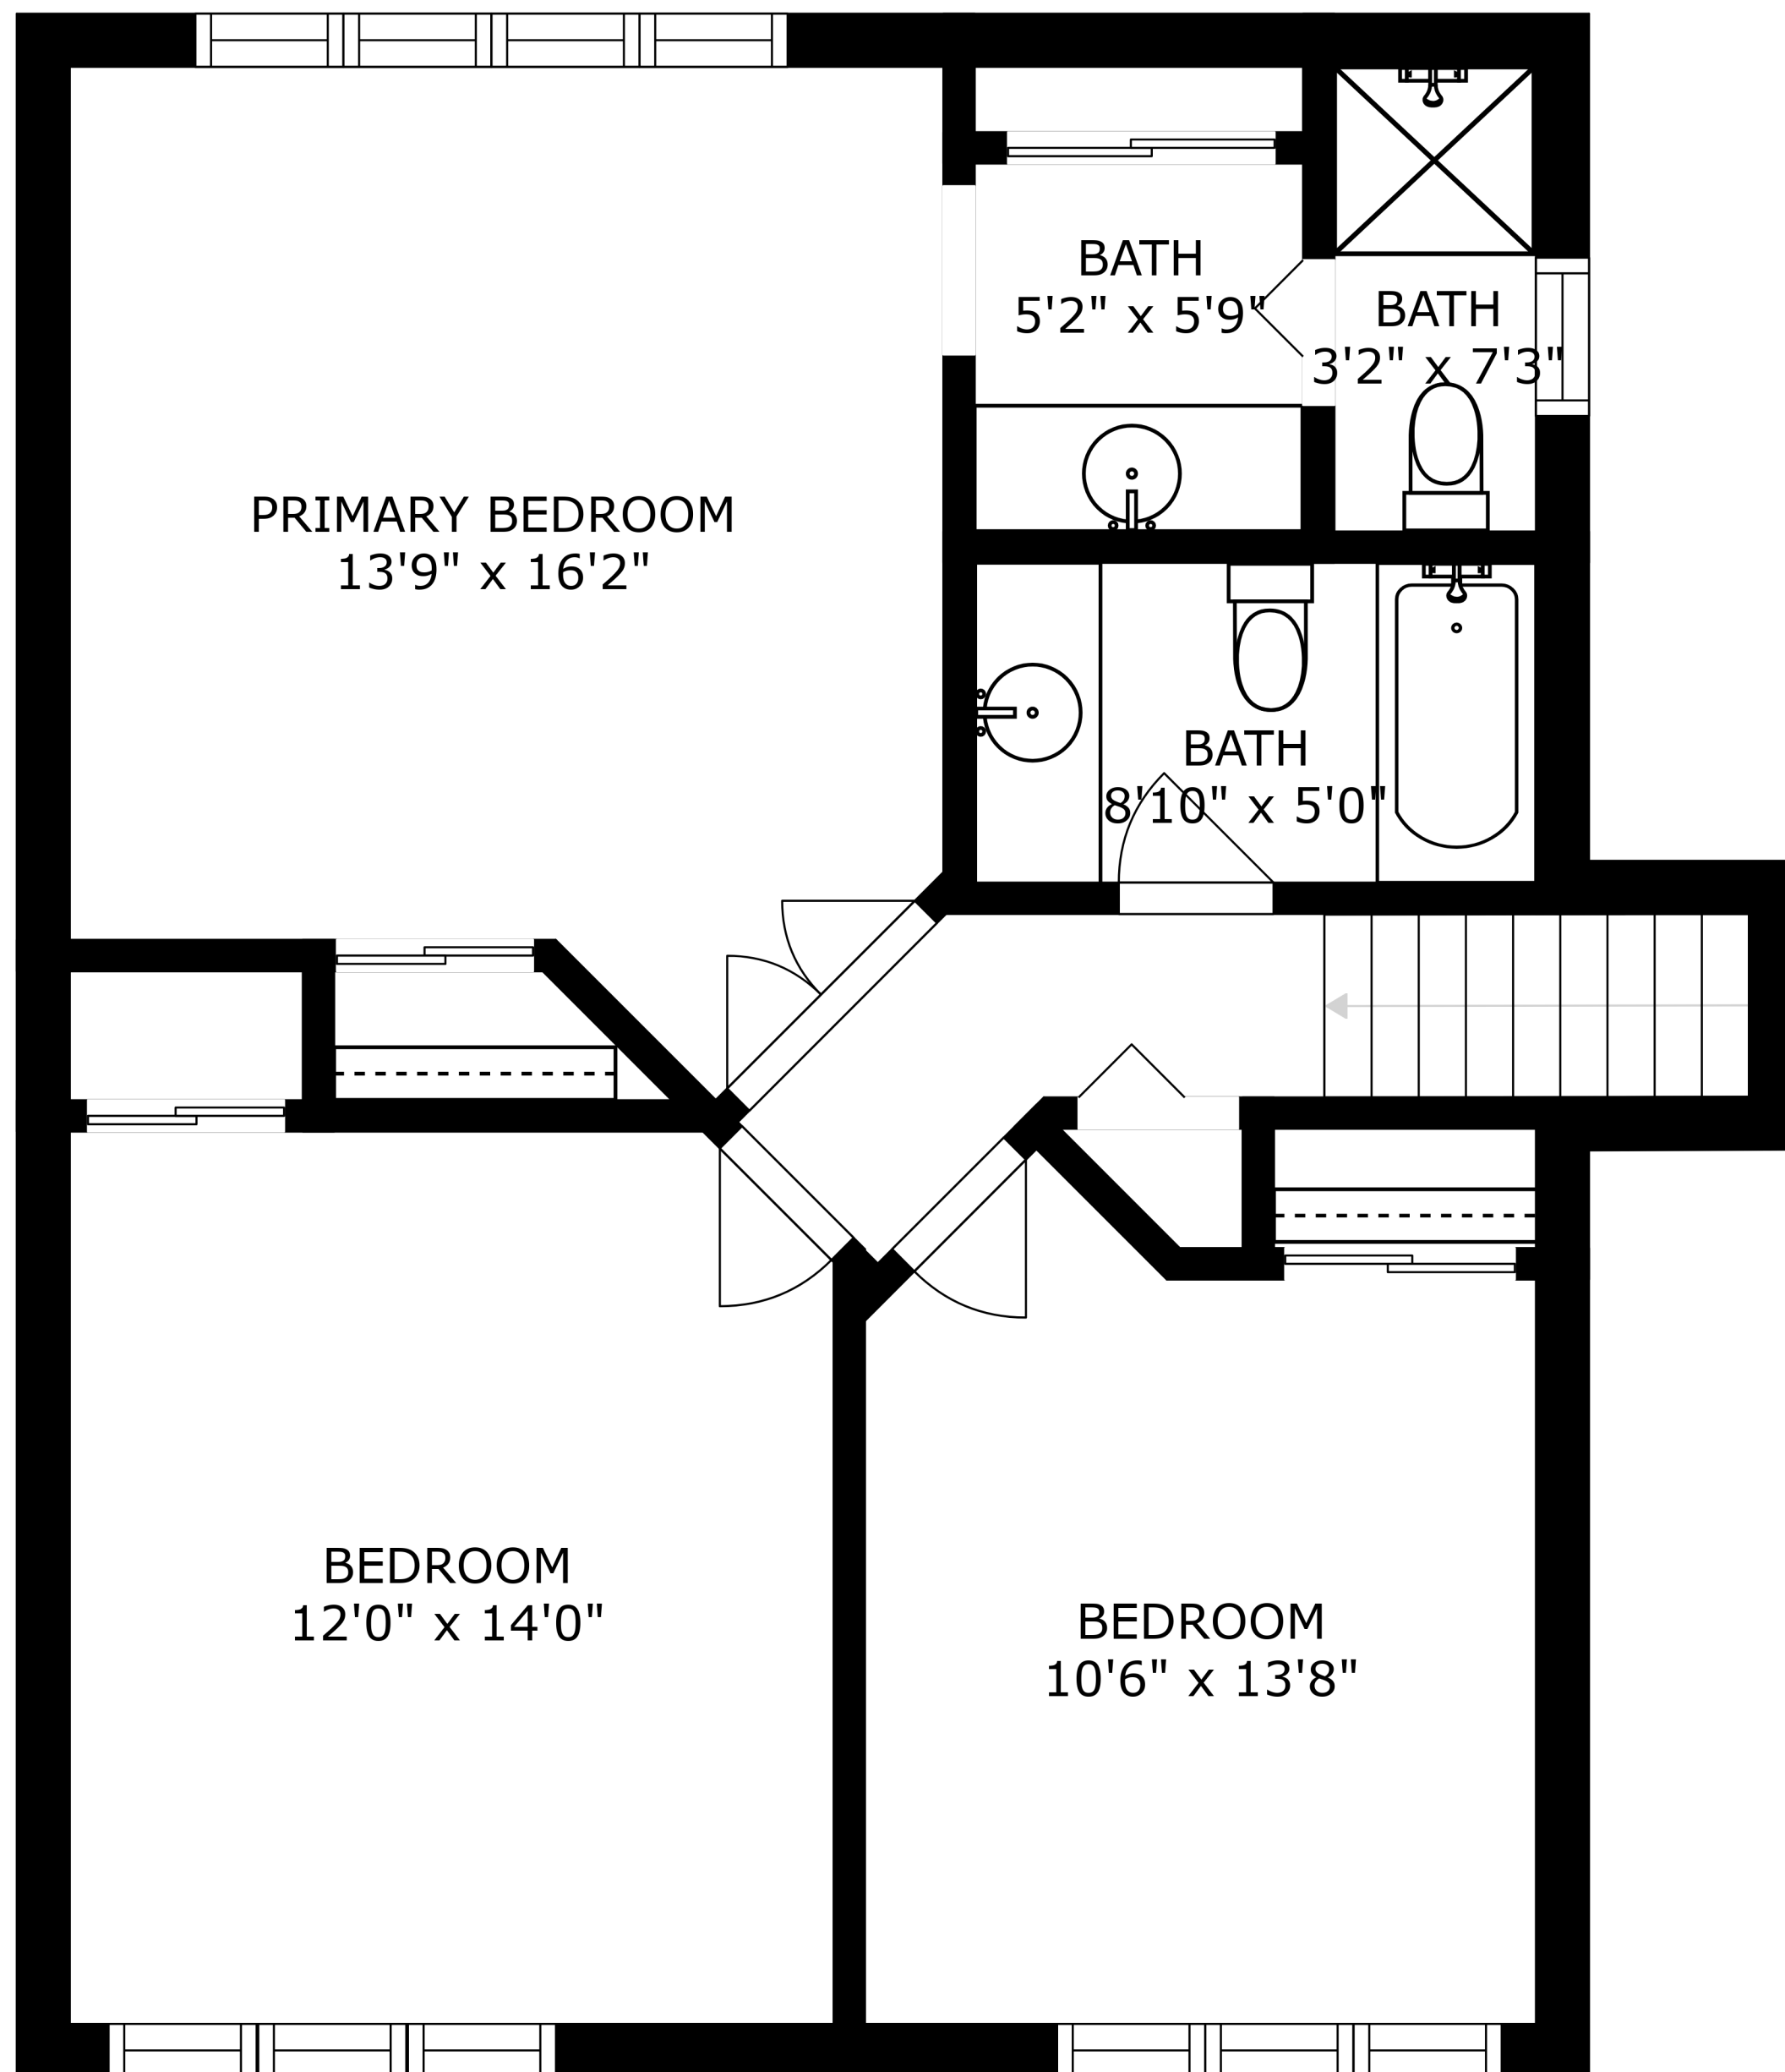 BATH
5'2" x 5'9"
BATH
3'2" x 7'3"
PRIMARY BEDROOM
13'9" x 16'2"
BATH
8'10" x 5'0"
BEDROOM
12'0" x 14'0"
BEDROOM
10'6" x 13'8"